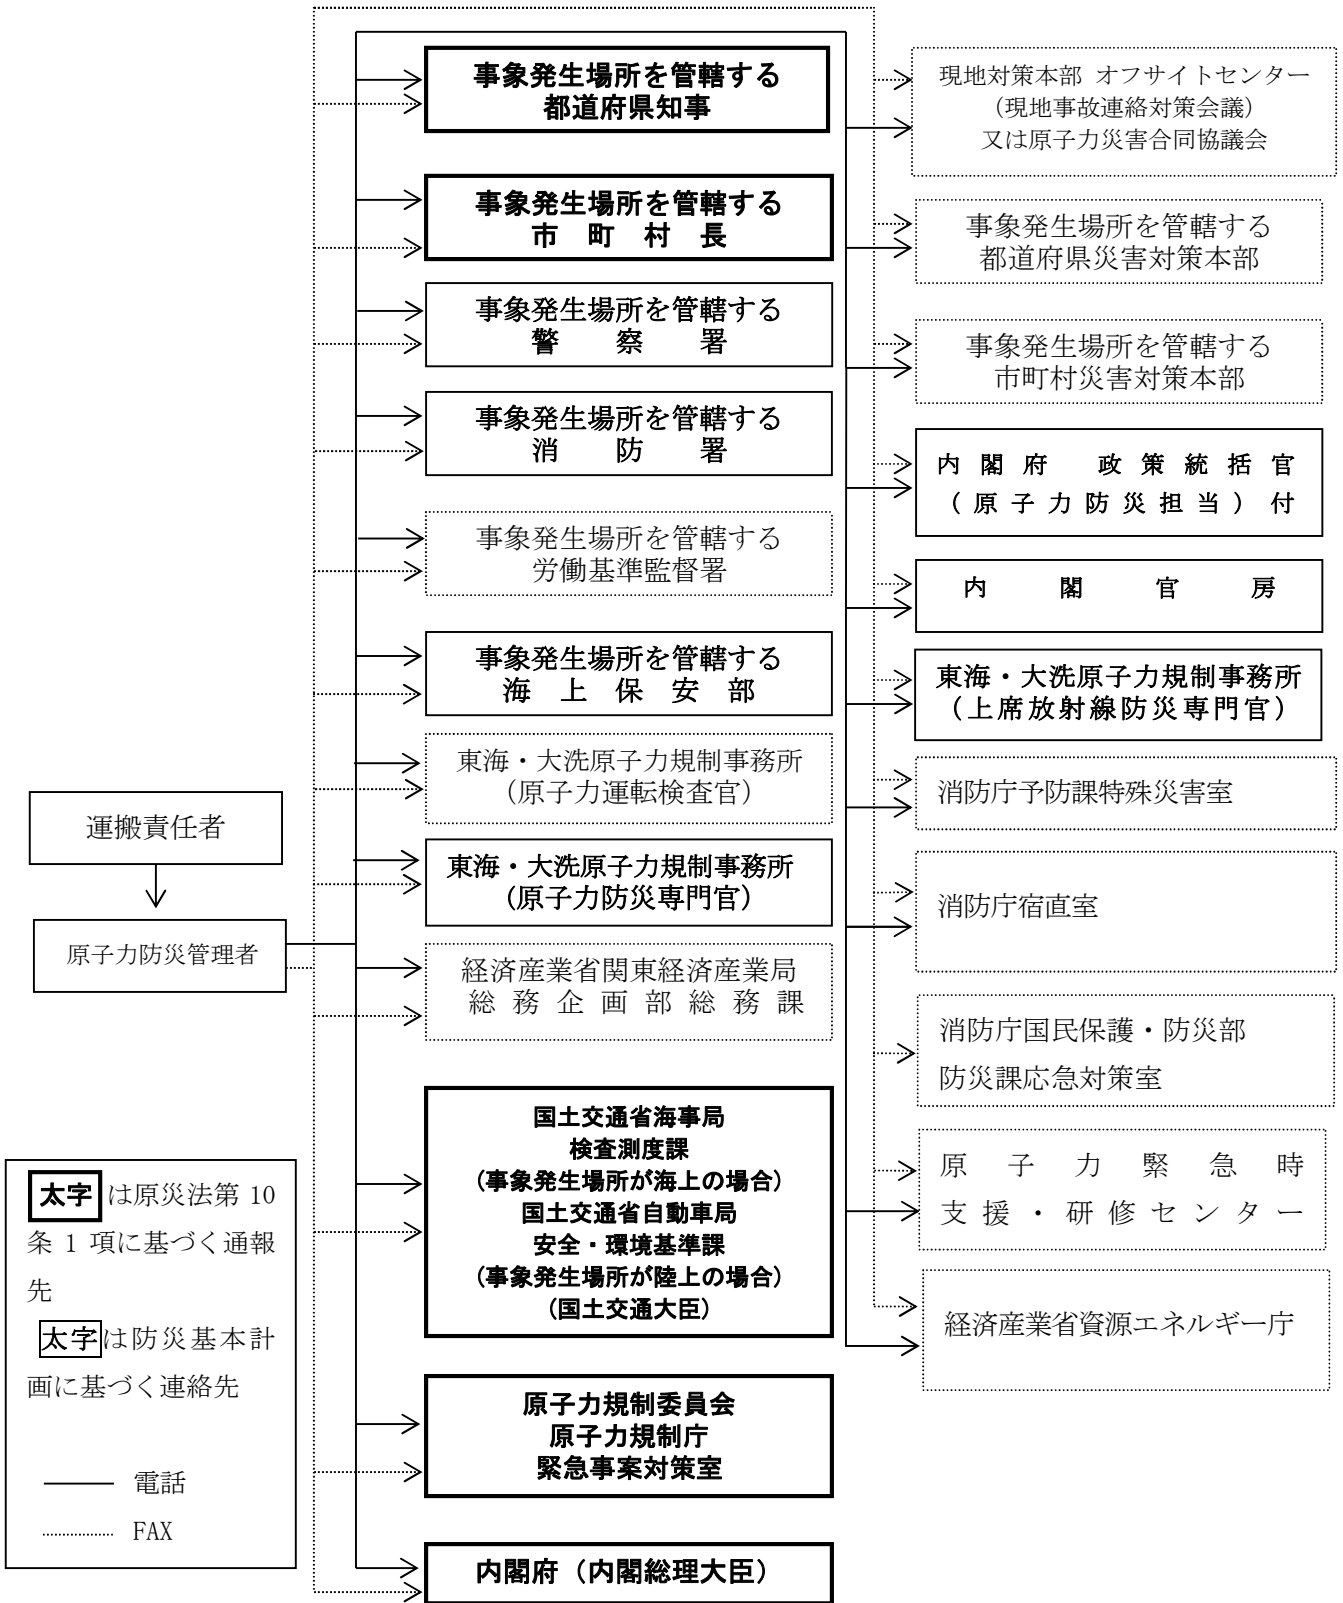 事象発生場所を管轄する
都道府県知事
事象発生場所を管轄する
市 町 村 長
事象発生場所を管轄する
警 察 署
事象発生場所を管轄する
消 防 署
事象発生場所を管轄する
労働基準監督署
事象発生場所を管轄する
海 上 保 安 部
東海・大洗原子力規制事務所
(原子力運転検査官)
東海・大洗原子力規制事務所
(原子力防災専門官)
経済産業省関東経済産業局
総 務 企 画 部 総 務 課
国土交通省海事局
検査測度課
(事象発生場所が海上の場合)
国土交通省自動車局
安全・環境基準課
(事象発生場所が陸上の場合)
(国土交通大臣)
原子力規制委員会
原子力規制庁
緊急事案対策室
内閣府(内閣総理大臣)
現地対策本部 オフサイトセンター
(現地事故連絡対策会議)
又は原子力災害合同協議会
事象発生場所を管轄する
都道府県災害対策本部
事象発生場所を管轄する
市町村災害対策本部
内 閣 府 政 策 統 括 官
( 原 子 力 防 災 担 当 ) 付
内 閣 官 房
東海・大洗原子力規制事務所
(上席放射線防災専門官)
消防庁予防課特殊災害室
消防庁宿直室
消防庁国民保護・防災部
防災課応急対策室
原 子 力 緊 急 時
支 援 ・ 研 修 セ ン タ ー
経済産業省資源エネルギー庁
運搬責任者
原子力防災管理者
太字 は原災法第 10
条 1 項に基づく通報
先
太字は防災基本計
画に基づく連絡先
電話
FAX